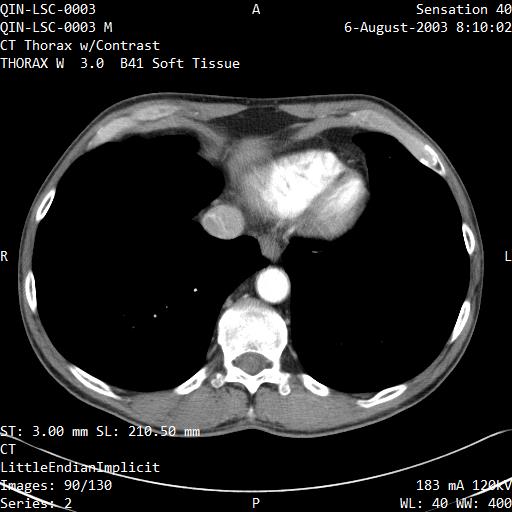 QIN-LSC-0003
A
Sensation 40
QIN-LSC-0003 M
6-August-2003 8:10:02
CT Thorax w/Contrast
THORAX W 3.0 B41 Soft Tissue
R
L
ST: 3.00 mm SL: 210.50 mm
CT
LittleEndianImplicit
Images: 90/130
183 mA 120kV
Series: 2
P
WL: 40 WW: 400